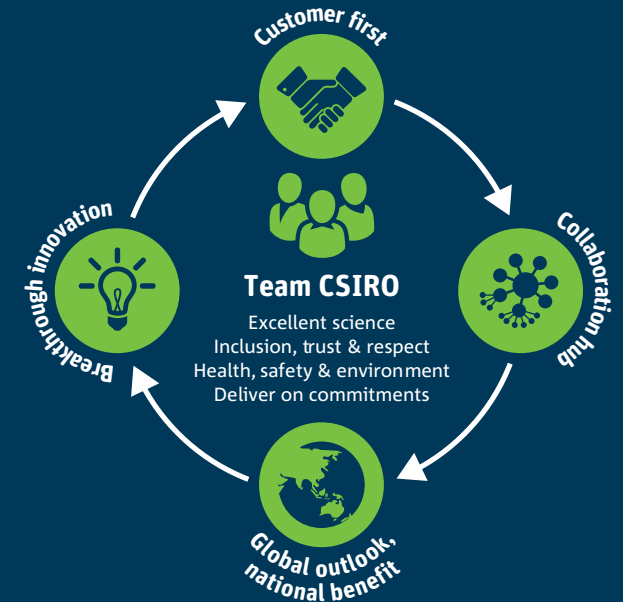 Customer first
Collaboration hub
Breakthrough innovation
Team CSIRO
Excellent science
Inclusion, trust & respect
Health, safety & environment
Deliver on commitments
Global outlook,
national benefit